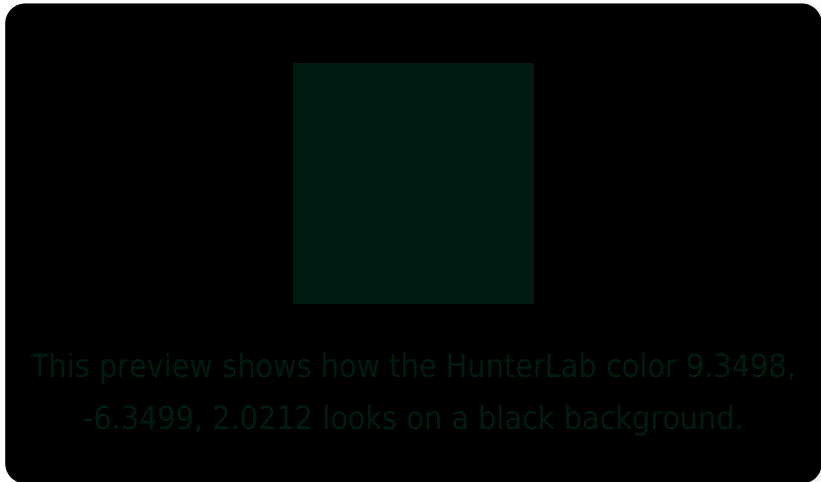 This preview shows how the HunterLab color 9.3498,
-6.3499, 2.0212 looks on a black background.